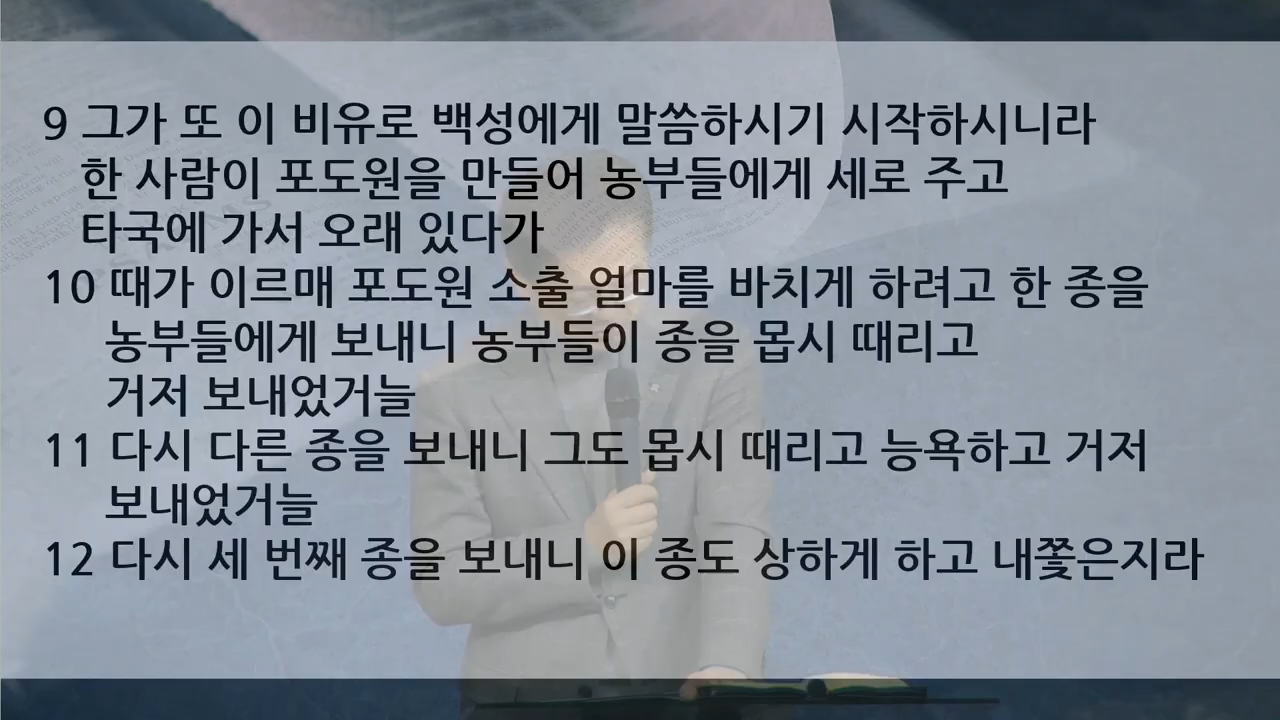 9 그가 또 이 비유로 백성에게 말씀하시기 시작하시니라
한 사람이 포도원을 만들어 농부들에게 세로 주고
타국에 가서 오래 있다가
10 때가 이르매 포도원 소출 얼마를 바치게 하려고 한 종을
농부들에게 보내니 농부들이 종을 몹시 때리고
거저 보내었거늘
11 다시 다른 종을 보내니 그도 몹시 때리고 능욕하고 거저
보내었거늘
12 다시 세 번째 종을 보내니 이 종도 상하게 하고 내쫓은지라